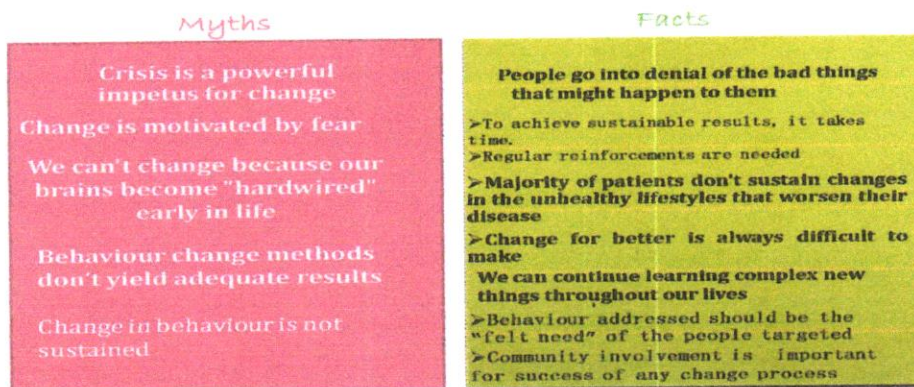 Myths
Crisis is a powerful
impetus for change
Change is motivated by fear
We can't change because our
brains become "hardwired"
early in life
Behaviour change methods
don't yield adequate results
Change in behaviour is not
sustained
Facts
People go into denial of the bad things
that might happen to them
➢To achieve sustainable results, it takes
time.
➢Regular reinforcements are needed
➢Majority of patients don't sustain changes
in the unhealthy lifestyles that worsen their
disease
➢Change for better is always difficult to
make
We can continue learning complex new
things throughout our lives
➢Behaviour addressed should be the
"felt need" of the people targeted
➢Community involvement is important
for success of any change process